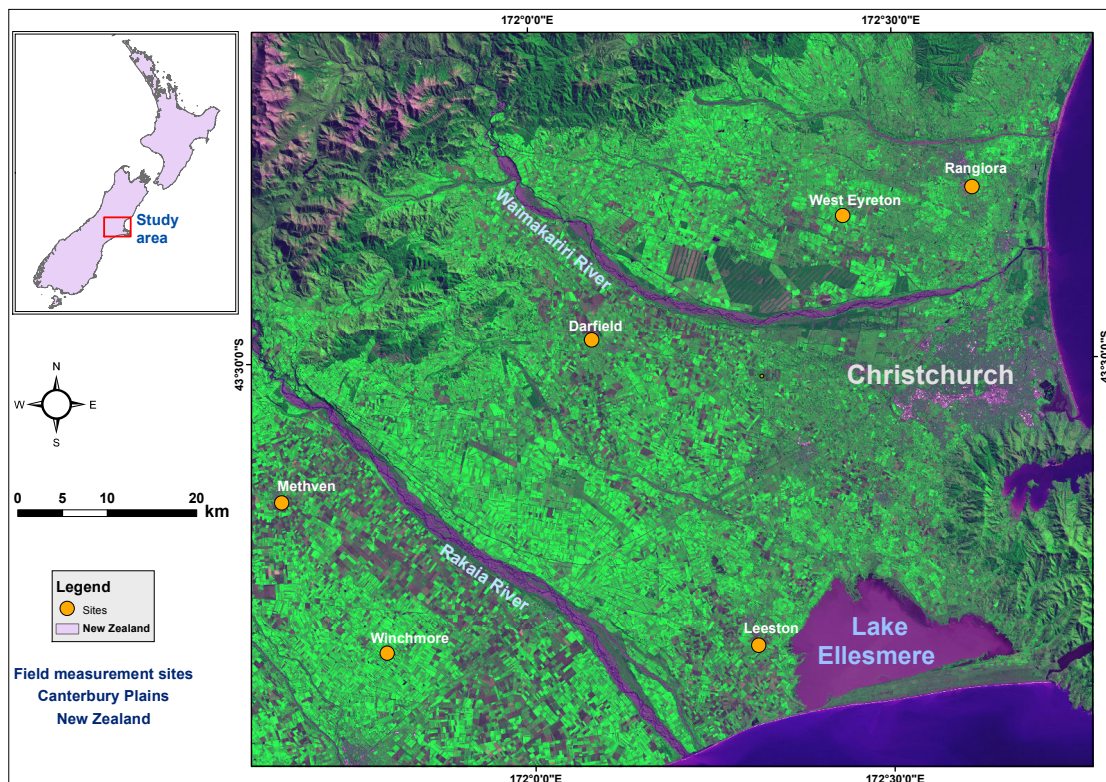 172°0'0"E
172°30'0"E
Study
area
Rangiora
West Eyreton
Waimakariri River
Darfield
43°30'0"S
43°30'0"S
Christchurch
N
W
E
S
Methven
0 5 10 20
km
Rakaia River
Legend
Sites
New Zealand
Winchmore
Leeston
Lake
Ellesmere
Field measurement sites
Canterbury Plains
New Zealand
172°0'0"E
172°30'0"E